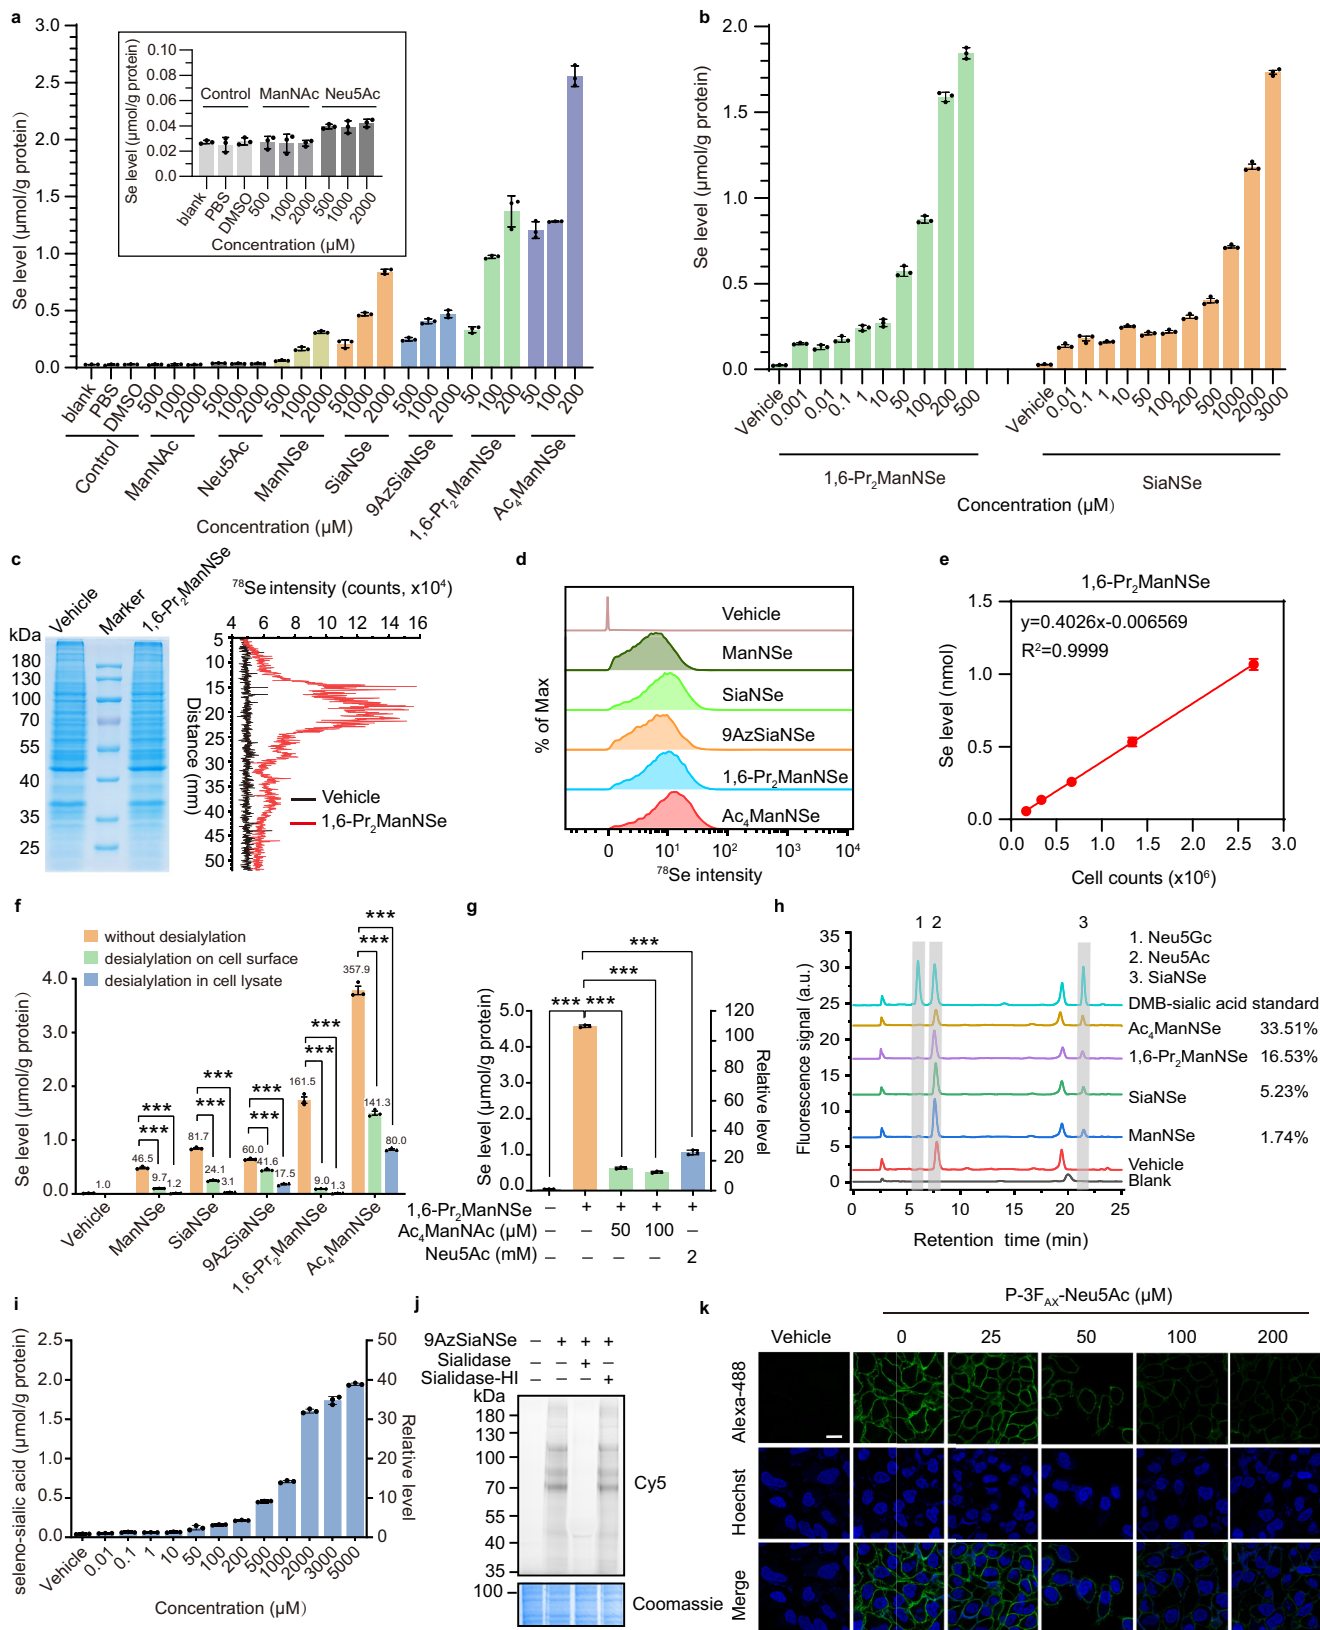 a
3.0
2.5
2.0
1.5
1.0
0.5
0.0
Se level (µmol/g protein)
0.10
0.08
0.06
0.04
0.02
0.0
Se level (µmol/g protein)
Control ManNAc Neu5Ac
blank PBS DMSO 500 1000 2000 500 1000 2000
Concentration (µM)
blank PBS DMSO 500 1000 2000 500 1000 2000 500 1000 2000 500 1000 2000 500 1000 2000 50 100 200 50 100 200
Control ManNAc Neu5Ac ManNSe SiaNSe 9AzSiaNSe 1,6-Pr₂ManNSe Ac₄ManNSe
Concentration (µM)
b
2.0
1.5
1.0
0.5
0.0
Se level (µmol/g protein)
Vehicle 0.001 0.01 0.1 1 10 50 100 200 500 Vehicle 0.01 0.1 1 10 50 100 200 500 1000 2000 3000
1,6-Pr₂ManNSe SiaNSe
Concentration (µM)
c
Vehicle Marker 1,6-Pr₂ManNSe
kDa
180
130
100
70
55
40
35
25
⁷⁸Se intensity (counts, x10⁴)
4 6 8 10 12 14 16
5
10
15
20
25
30
35
40
45
50
Distance (mm)
Vehicle
1,6-Pr₂ManNSe
d
% of Max
Vehicle
ManNSe
SiaNSe
9AzSiaNSe
1,6-Pr₂ManNSe
Ac₄ManNSe
0 10¹ 10² 10³ 10⁴
⁷⁸Se intensity
e
1,6-Pr₂ManNSe
y=0.4026x-0.006569
R²=0.9999
1.5
1.0
0.5
0.0
Se level (nmol)
0.0 0.5 1.0 1.5 2.0 2.5 3.0
Cell counts (x10⁶)
f
without desialylation
desialylation on cell surface
desialylation in cell lysate
4.0
3.0
2.0
1.0
0.0
Se level (µmol/g protein)
1.0
46.5 9.7 1.2
*** ***
81.7 24.1 3.1
*** ***
60.0 41.6 17.5
*** ***
161.5 9.0 1.3
*** ***
357.9 141.3 80.0
*** ***
Vehicle ManNSe SiaNSe 9AzSiaNSe 1,6-Pr₂ManNSe Ac₄ManNSe
g
***
***
*** ***
5.0
4.0
3.0
2.0
1.0
0.0
Se level (µmol/g protein)
120
100
80
60
40
20
0
Relative level
1,6-Pr₂ManNSe – + + + +
Ac₄ManNAc (µM) – – 50 100 –
Neu5Ac (mM) – – – – 2
h
1 2 3
1. Neu5Gc
2. Neu5Ac
3. SiaNSe
35
30
25
20
15
10
5
0
Fluorescence signal (a.u.)
DMB-sialic acid standard
Ac₄ManNSe 33.51%
1,6-Pr₂ManNSe 16.53%
SiaNSe 5.23%
ManNSe 1.74%
Vehicle
Blank
0 5 10 15 20 25
Retention time (min)
i
2.5
2.0
1.5
1.0
0.5
0.0
seleno-sialic acid (µmol/g protein)
50
40
30
20
10
0
Relative level
Vehicle 0.01 0.1 1 10 50 100 200 500 1000 2000 3000 5000
Concentration (µM)
j
9AzSiaNSe – + + +
Sialidase – – + –
Sialidase-HI – – – +
kDa
180
130
100
70
55
40
35
Cy5
100
Coomassie
k
P-3F_AX-Neu5Ac (µM)
Vehicle 0 25 50 100 200
Alexa-488
Hoechst
Merge